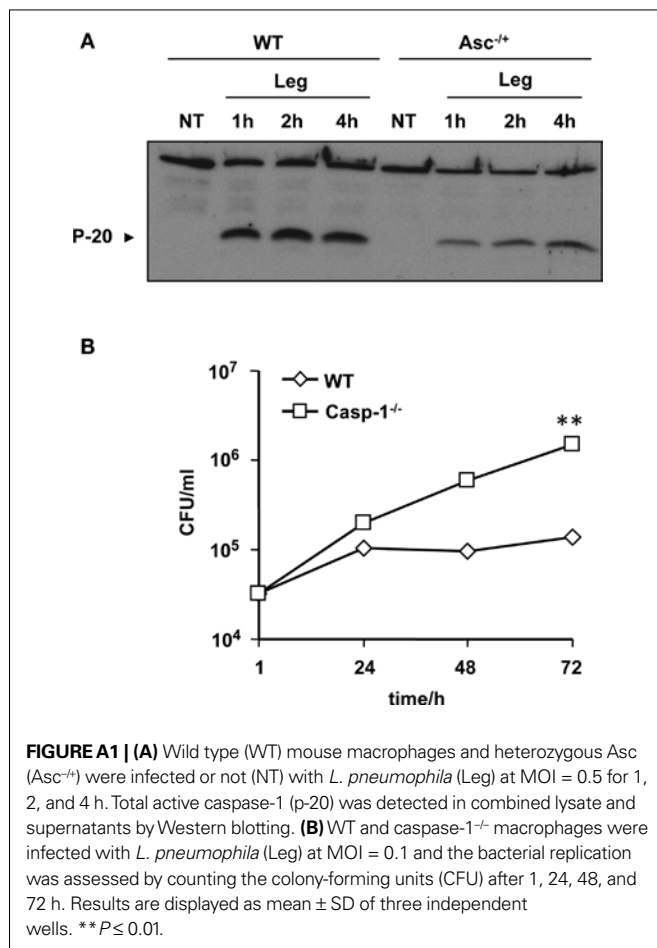 A
WT Asc-/+
Leg Leg
NT 1h 2h 4h NT 1h 2h 4h
P-20 ►
B
10⁷
WT
Casp-1-/-
**
10⁶
CFU/ml
10⁵
10⁴
1 24 48 72
time/h
FIGURE A1 | (A) Wild type (WT) mouse macrophages and heterozygous Asc
(Asc–/+) were infected or not (NT) with L. pneumophila (Leg) at MOI = 0.5 for 1,
2, and 4 h. Total active caspase-1 (p-20) was detected in combined lysate and
supernatants by Western blotting. (B) WT and caspase-1–/– macrophages were
infected with L. pneumophila (Leg) at MOI = 0.1 and the bacterial replication
was assessed by counting the colony-forming units (CFU) after 1, 24, 48, and
72 h. Results are displayed as mean ± SD of three independent
wells. **P ≤ 0.01.